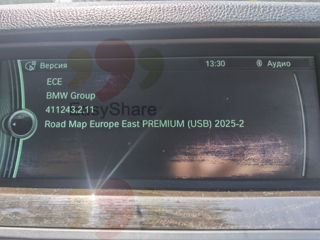 Версия 13:30 Аудио
ECE
BMW Group
411243.2.11
Road Map Europe East PREMIUM (USB) 2025-2